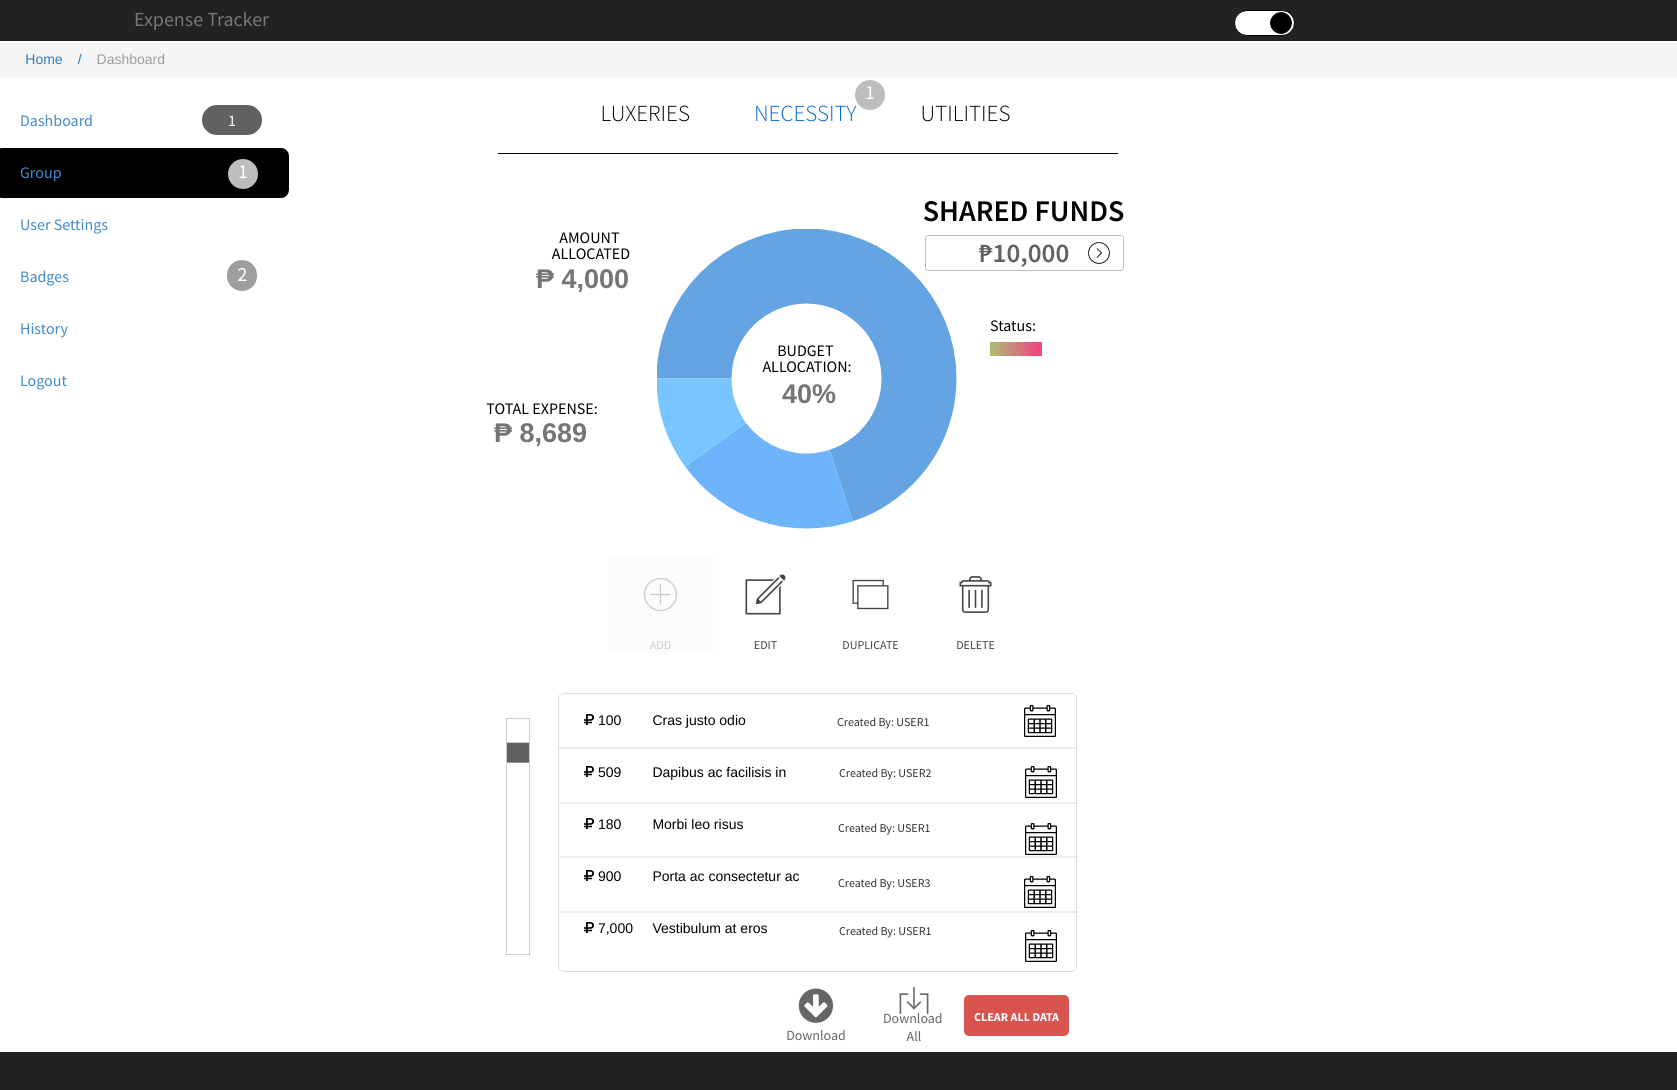 Expense Tracker
Home / Dashboard
Dashboard 1
Group 1
User Settings
Badges 2
History
Logout
LUXERIES NECESSITY 1 UTILITIES
SHARED FUNDS
₱10,000
AMOUNT
ALLOCATED
₱ 4,000
Status:
BUDGET
ALLOCATION:
40%
TOTAL EXPENSE:
₱ 8,689
ADD EDIT DUPLICATE DELETE
₽ 100 Cras justo odio Created By: USER1
₽ 509 Dapibus ac facilisis in Created By: USER2
₽ 180 Morbi leo risus Created By: USER1
₽ 900 Porta ac consectetur ac Created By: USER3
₽ 7,000 Vestibulum at eros Created By: USER1
Download
Download
All
CLEAR ALL DATA